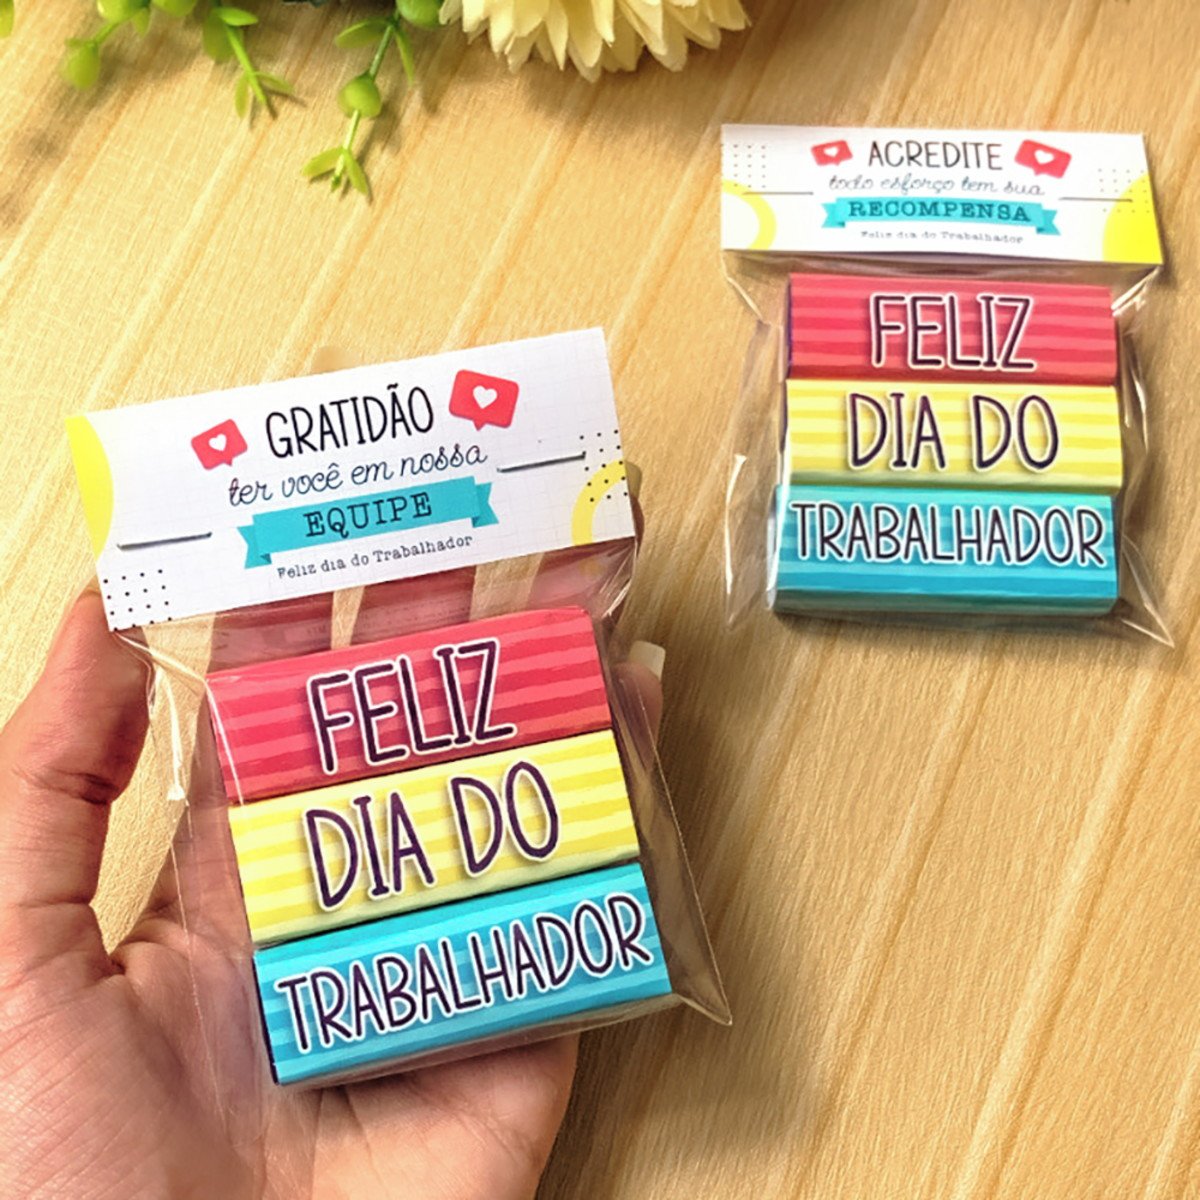 GRATIDÃO
ter você em nossa
EQUIPE
Feliz dia do Trabalhador
FELIZ
DIA DO
TRABALHADOR
ACREDITE
todo esforço tem sua
RECOMPENSA
Feliz dia do Trabalhador
FELIZ
DIA DO
TRABALHADOR